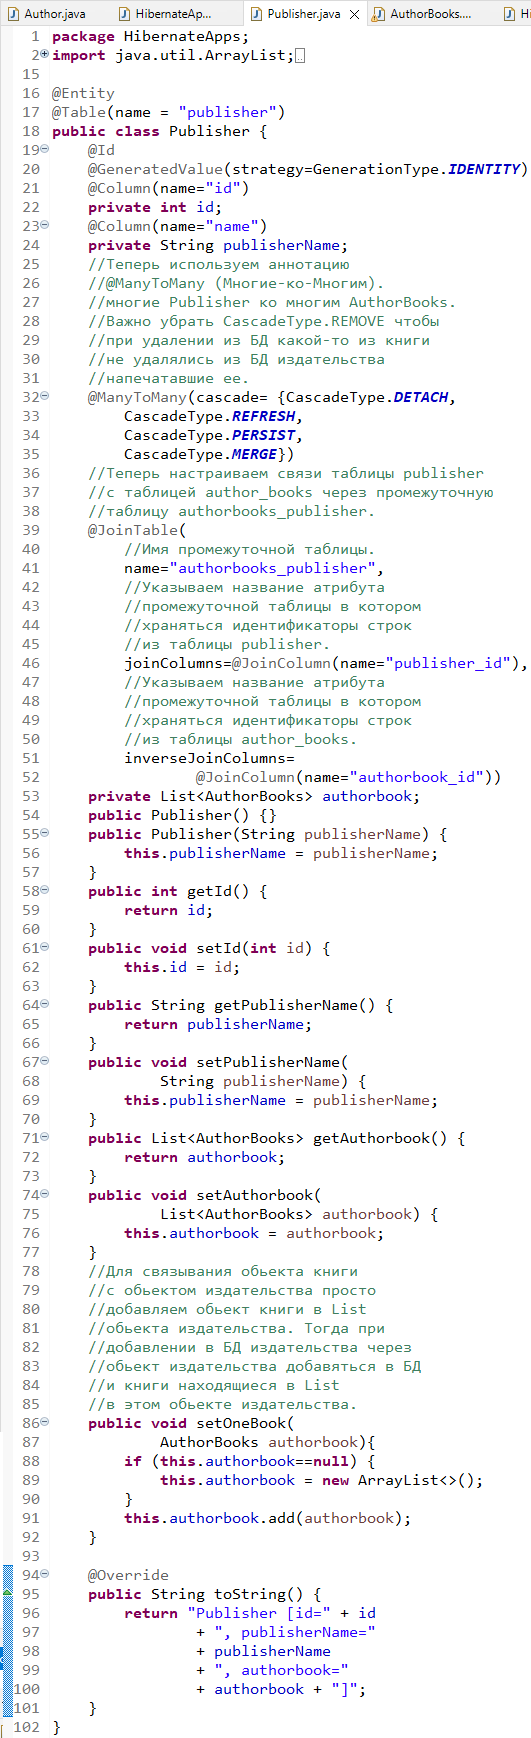 Author.java HibernateAp... Publisher.java AuthorBooks.... Hi
1 package HibernateApps;
2 import java.util.ArrayList;
15
16 @Entity
17 @Table(name = "publisher")
18 public class Publisher {
19 @Id
20 @GeneratedValue(strategy=GenerationType.IDENTITY)
21 @Column(name="id")
22 private int id;
23 @Column(name="name")
24 private String publisherName;
25 //Теперь используем аннотацию
26 //@ManyToMany (Многие-ко-Многим).
27 //многие Publisher ко многим AuthorBooks.
28 //Важно убрать CascadeType.REMOVE чтобы
29 //при удалении из БД какой-то из книги
30 //не удалялись из БД издательства
31 //напечатавшие ее.
32 @ManyToMany(cascade= {CascadeType.DETACH,
33 CascadeType.REFRESH,
34 CascadeType.PERSIST,
35 CascadeType.MERGE})
36 //Теперь настраиваем связи таблицы publisher
37 //с таблицей author_books через промежуточную
38 //таблицу authorbooks_publisher.
39 @JoinTable(
40 //Имя промежуточной таблицы.
41 name="authorbooks_publisher",
42 //Указываем название атрибута
43 //промежуточной таблицы в котором
44 //храняться идентификаторы строк
45 //из таблицы publisher.
46 joinColumns=@JoinColumn(name="publisher_id"),
47 //Указываем название атрибута
48 //промежуточной таблицы в котором
49 //храняться идентификаторы строк
50 //из таблицы author_books.
51 inverseJoinColumns=
52 @JoinColumn(name="authorbook_id"))
53 private List<AuthorBooks> authorbook;
54 public Publisher() {}
55 public Publisher(String publisherName) {
56 this.publisherName = publisherName;
57 }
58 public int getId() {
59 return id;
60 }
61 public void setId(int id) {
62 this.id = id;
63 }
64 public String getPublisherName() {
65 return publisherName;
66 }
67 public void setPublisherName(
68 String publisherName) {
69 this.publisherName = publisherName;
70 }
71 public List<AuthorBooks> getAuthorbook() {
72 return authorbook;
73 }
74 public void setAuthorbook(
75 List<AuthorBooks> authorbook) {
76 this.authorbook = authorbook;
77 }
78 //Для связывания обьекта книги
79 //с обьектом издательства просто
80 //добавляем обьект книги в List
81 //обьекта издательства. Тогда при
82 //добавлении в БД издательства через
83 //обьект издательства добавяться в БД
84 //и книги находящиеся в List
85 //в этом обьекте издательства.
86 public void setOneBook(
87 AuthorBooks authorbook){
88 if (this.authorbook==null) {
89 this.authorbook = new ArrayList<>();
90 }
91 this.authorbook.add(authorbook);
92 }
93
94 @Override
95 public String toString() {
96 return "Publisher [id=" + id
97 + ", publisherName="
98 + publisherName
99 + ", authorbook="
100 + authorbook + "]";
101 }
102 }